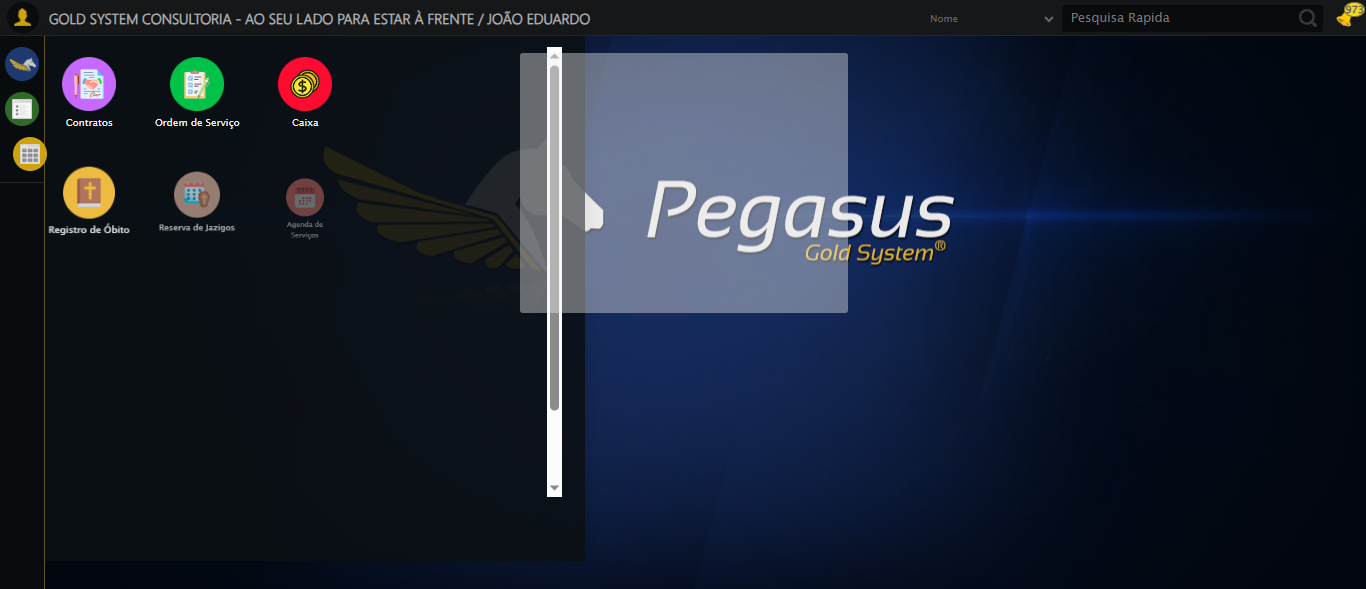 GOLD SYSTEM CONSULTORIA - AO SEU LADO PARA ESTAR À FRENTE / JOÃO EDUARDO
Nome
Pesquisa Rapida
973
Contratos
Ordem de Serviço
Caixa
Registro de Óbito
Reserva de Jazigos
Agenda de
Serviços
Pegasus
Gold System®